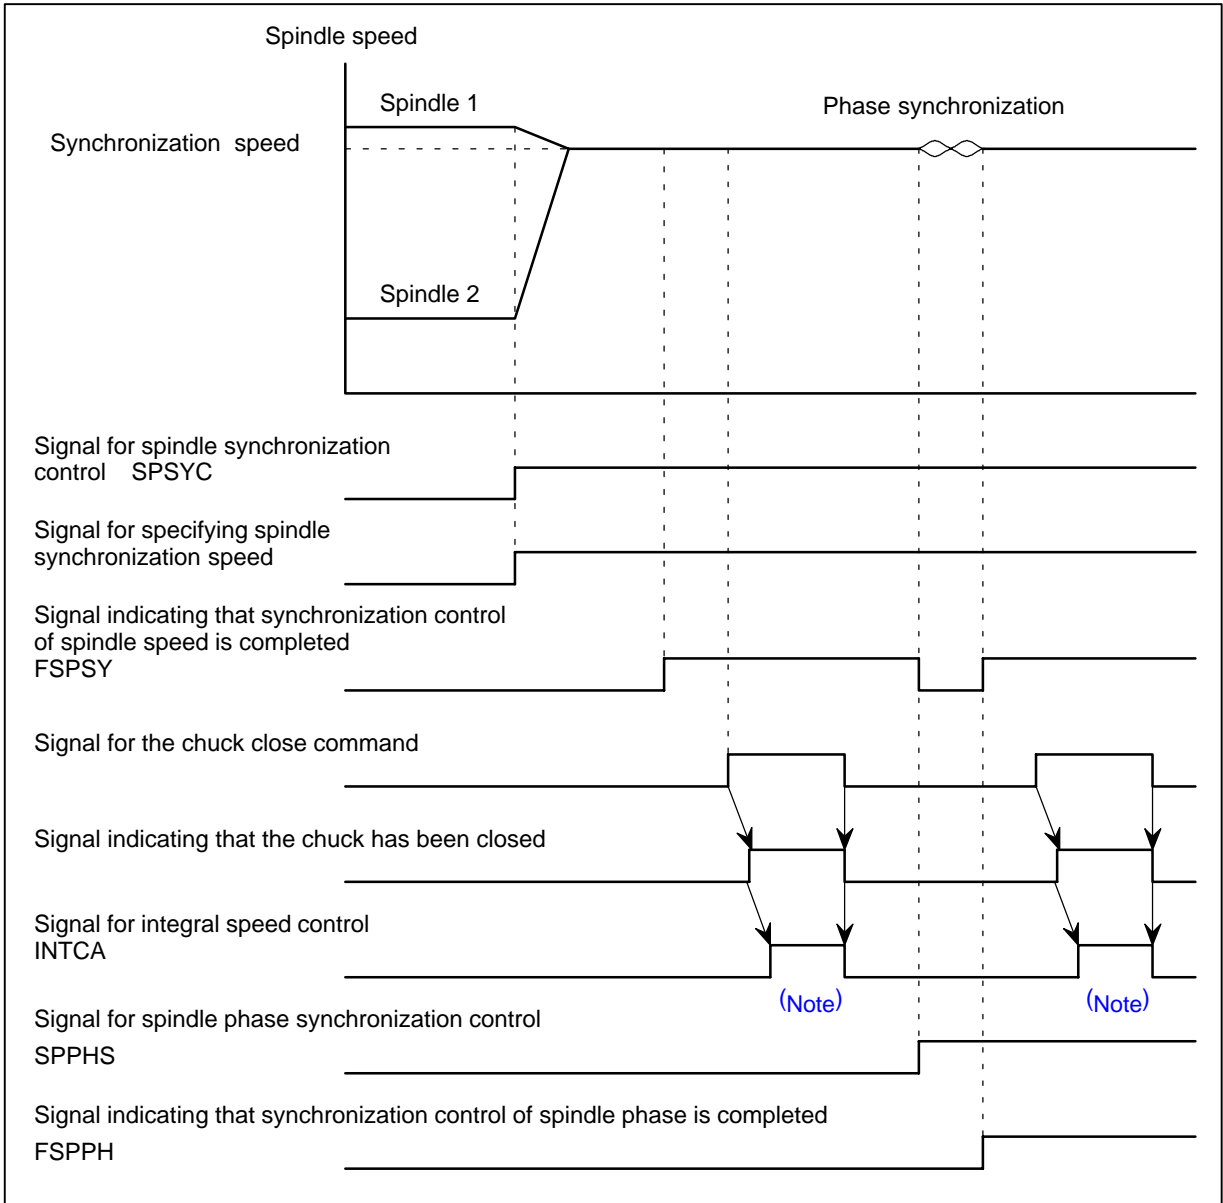 Spindle speed
Spindle 1
Phase synchronization
Synchronization speed
Spindle 2
Signal for spindle synchronization
control SPSYC
Signal for specifying spindle
synchronization speed
Signal indicating that synchronization control
of spindle speed is completed
FSPSY
Signal for the chuck close command
Signal indicating that the chuck has been closed
Signal for integral speed control
INTCA
(Note) (Note)
Signal for spindle phase synchronization control
SPPHS
Signal indicating that synchronization control of spindle phase is completed
FSPPH